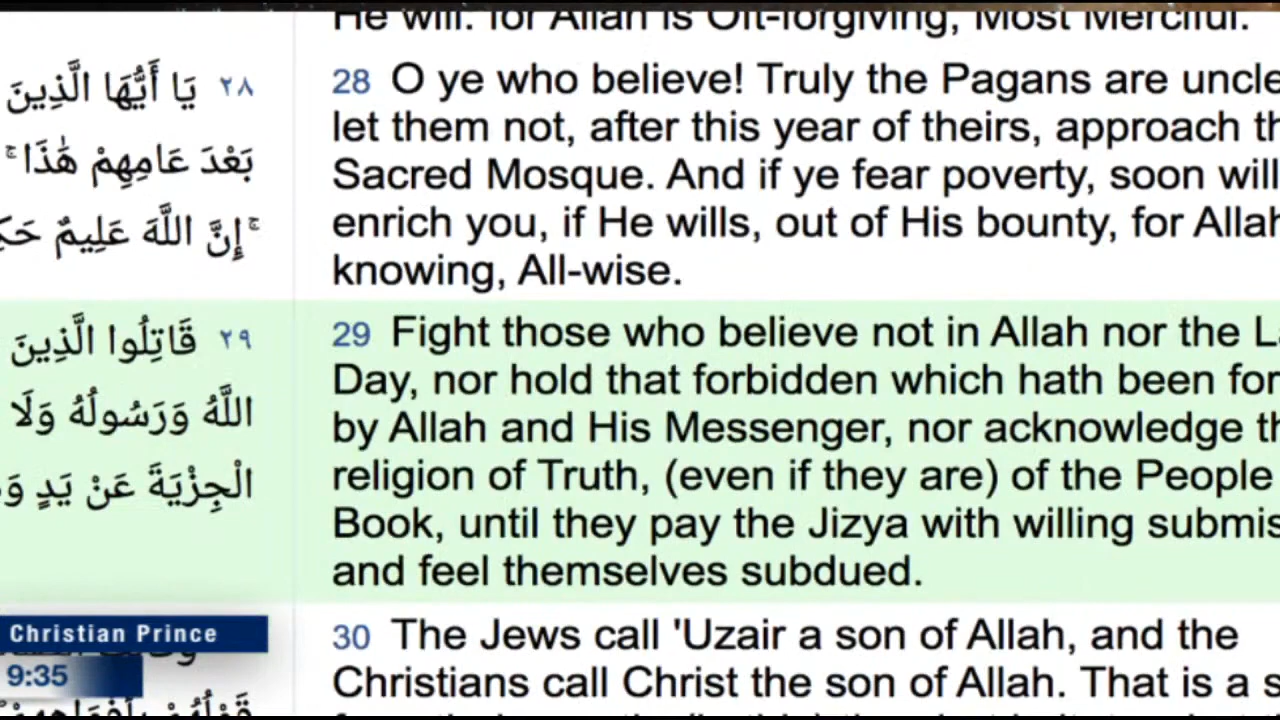 He will: for Allah is Oft-forgiving, Most Merciful.
٢٨ يَا أَيُّهَا الَّذِينَ
بَعْدَ عَامِهِمْ هَٰذَا ۚ
ۚ إِنَّ اللَّهَ عَلِيمٌ حَكِ
28 O ye who believe! Truly the Pagans are uncle
let them not, after this year of theirs, approach th
Sacred Mosque. And if ye fear poverty, soon will
enrich you, if He wills, out of His bounty, for Allah
knowing, All-wise.
٢٩ قَاتِلُوا الَّذِينَ
اللَّهُ وَرَسُولُهُ وَلَا
الْجِزْيَةَ عَنْ يَدٍ وَ
29 Fight those who believe not in Allah nor the La
Day, nor hold that forbidden which hath been for
by Allah and His Messenger, nor acknowledge th
religion of Truth, (even if they are) of the People
Book, until they pay the Jizya with willing submis
and feel themselves subdued.
Christian Prince
9:35
قَوْلُهُمْ بِأَفْوَاهِهِمْ
30 The Jews call 'Uzair a son of Allah, and the
Christians call Christ the son of Allah. That is a s